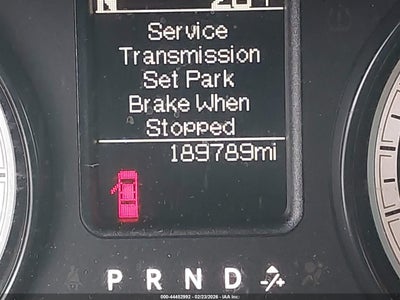 N
Service
Transmission
Set Park
Brake When
Stopped
189789mi
P R N D
000-44452992 - 02/23/2026 - IAA Inc.